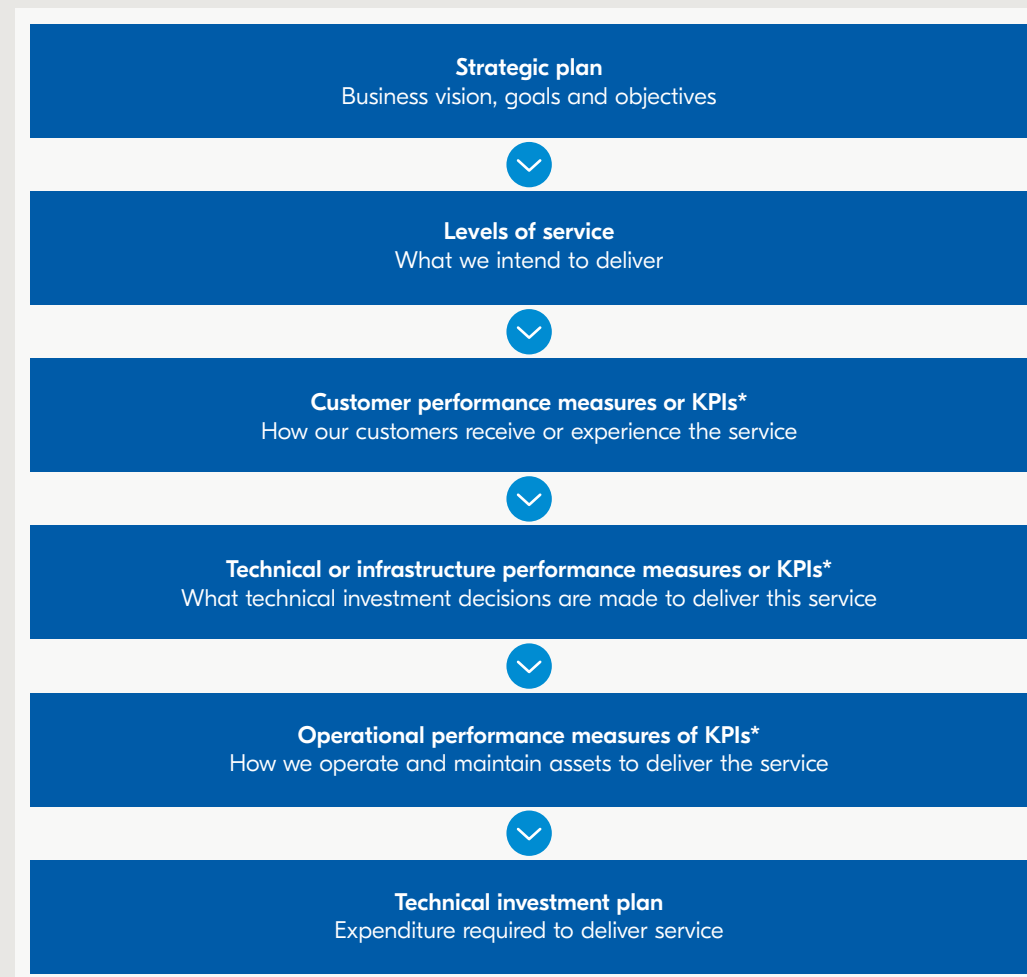 Strategic plan
Business vision, goals and objectives
Levels of service
What we intend to deliver
Customer performance measures or KPIs*
How our customers receive or experience the service
Technical or infrastructure performance measures or KPIs*
What technical investment decisions are made to deliver this service
Operational performance measures of KPIs*
How we operate and maintain assets to deliver the service
Technical investment plan
Expenditure required to deliver service